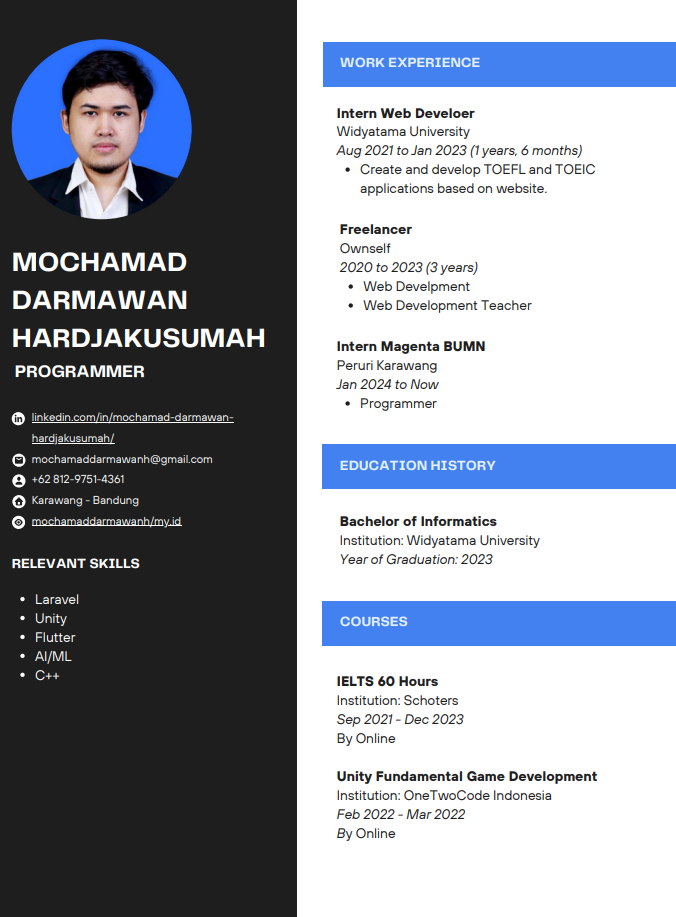 MOCHAMAD
DARMAWAN
HARDJAKUSUMAH
PROGRAMMER
linkedin.com/in/mochamad-darmawan-
hardjakusumah/
mochamaddarmawanh@gmail.com
+62 812-9751-4361
Karawang - Bandung
mochamaddarmawanh/my.id
RELEVANT SKILLS
• Laravel
• Unity
• Flutter
• AI/ML
• C++
WORK EXPERIENCE
Intern Web Develoer
Widyatama University
Aug 2021 to Jan 2023 (1 years, 6 months)
• Create and develop TOEFL and TOEIC
applications based on website.
Freelancer
Ownself
2020 to 2023 (3 years)
• Web Develpment
• Web Development Teacher
Intern Magenta BUMN
Peruri Karawang
Jan 2024 to Now
• Programmer
EDUCATION HISTORY
Bachelor of Informatics
Institution: Widyatama University
Year of Graduation: 2023
COURSES
IELTS 60 Hours
Institution: Schoters
Sep 2021 - Dec 2023
By Online
Unity Fundamental Game Development
Institution: OneTwoCode Indonesia
Feb 2022 - Mar 2022
By Online